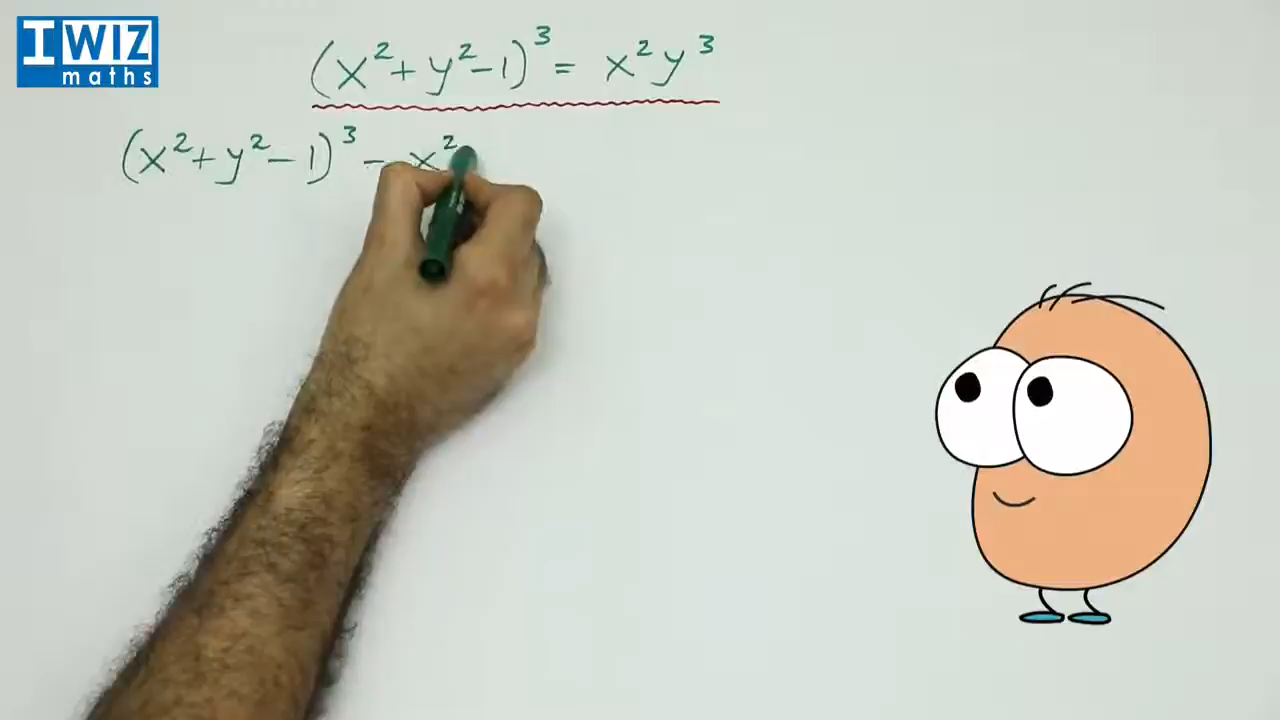 IWIZ
maths
(x²+y²-1)³ = x²y³
(x²+y²-1)³ - x²